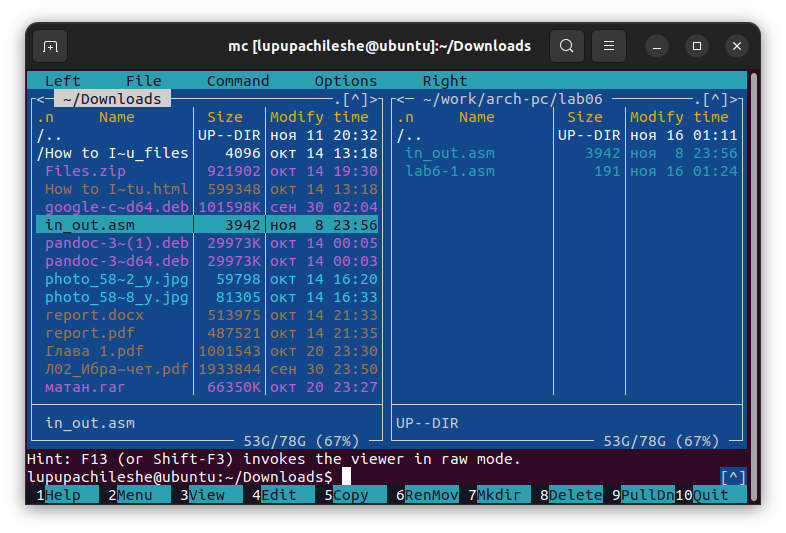 mc [lupupachileshe@ubuntu]:~/Downloads
Left File Command Options Right
<─ ~/Downloads ─.[^]>
<─ ~/work/arch-pc/lab06 ─.[^]>
.n Name Size Modify time .n Name Size Modify time
/.. UP--DIR ноя 11 20:32 /.. UP--DIR ноя 16 01:11
/How to I~u_files 4096 окт 14 13:18 in_out.asm 3942 ноя 8 23:56
Files.zip 921902 окт 14 19:30 lab6-1.asm 191 ноя 16 01:24
How to I~tu.html 599348 окт 14 13:18
google-c~d64.deb 101598K сен 30 02:04
in_out.asm 3942 ноя 8 23:56
pandoc-3~(1).deb 29973K окт 14 00:05
pandoc-3~d64.deb 29973K окт 14 00:03
photo_58~2_y.jpg 59798 окт 14 16:20
photo_58~8_y.jpg 81305 окт 14 16:33
report.docx 513975 окт 14 21:33
report.pdf 487521 окт 14 21:35
Глава 1.pdf 1001543 окт 20 23:30
Л02_Ибра~чет.pdf 1933844 сен 30 23:50
матан.rar 66350K окт 20 23:27
in_out.asm UP--DIR
53G/78G (67%) 53G/78G (67%)
Hint: F13 (or Shift-F3) invokes the viewer in raw mode.
lupupachileshe@ubuntu:~/Downloads$ [^]
1Help 2Menu 3View 4Edit 5Copy 6RenMov 7Mkdir 8Delete 9PullDn 10Quit